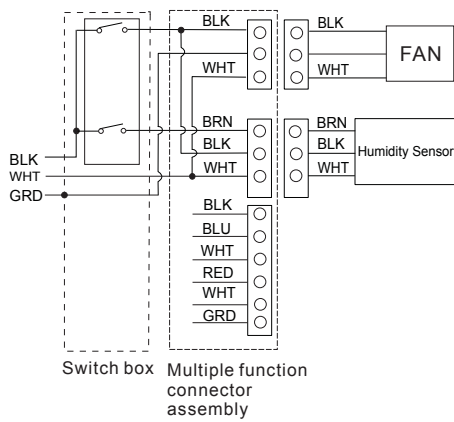 BLK
BLK
FAN
WHT
WHT
BRN
BRN
BLK
BLK
BLK
Humidity Sensor
WHT
WHT
WHT
GRD
BLK
BLU
WHT
RED
WHT
GRD
Switch box
Multiple function
connector
assembly